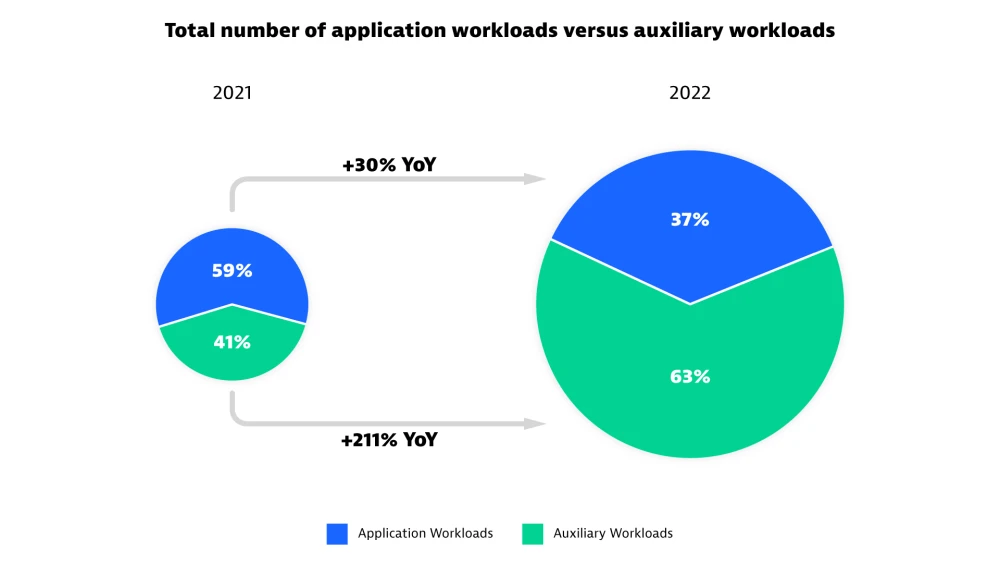 Total number of application workloads versus auxiliary workloads
2021
2022
+30% YoY
59%
41%
37%
63%
+211% YoY
Application Workloads
Auxiliary Workloads